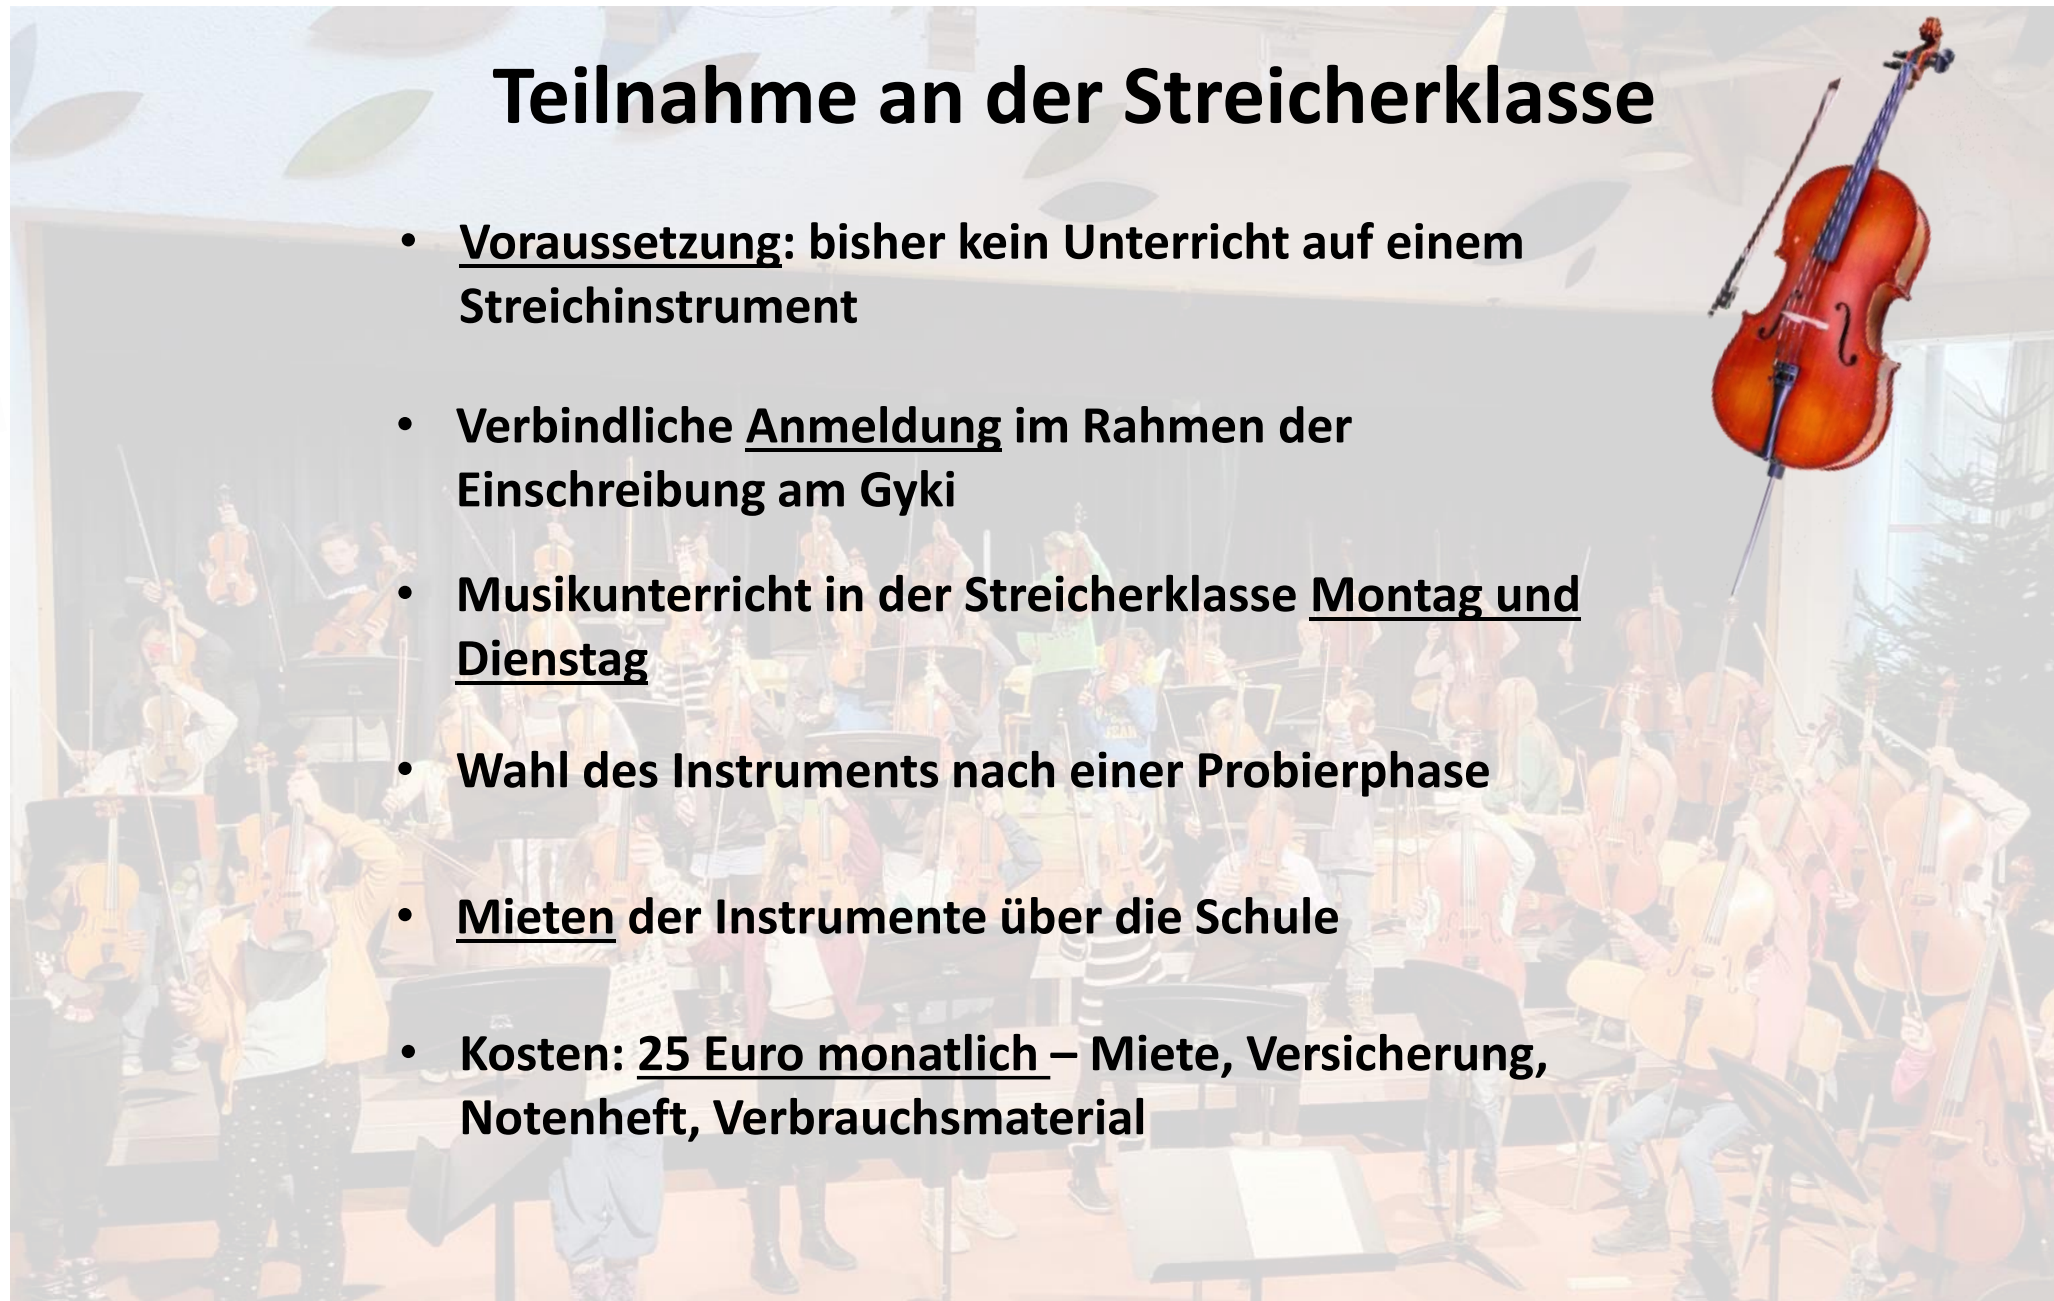 Teilnahme an der Streicherklasse
• Voraussetzung: bisher kein Unterricht auf einem
Streichinstrument
• Verbindliche Anmeldung im Rahmen der
Einschreibung am Gyki
• Musikunterricht in der Streicherklasse Montag und
Dienstag
• Wahl des Instruments nach einer Probierphase
• Mieten der Instrumente über die Schule
• Kosten: 25 Euro monatlich – Miete, Versicherung,
Notenheft, Verbrauchsmaterial